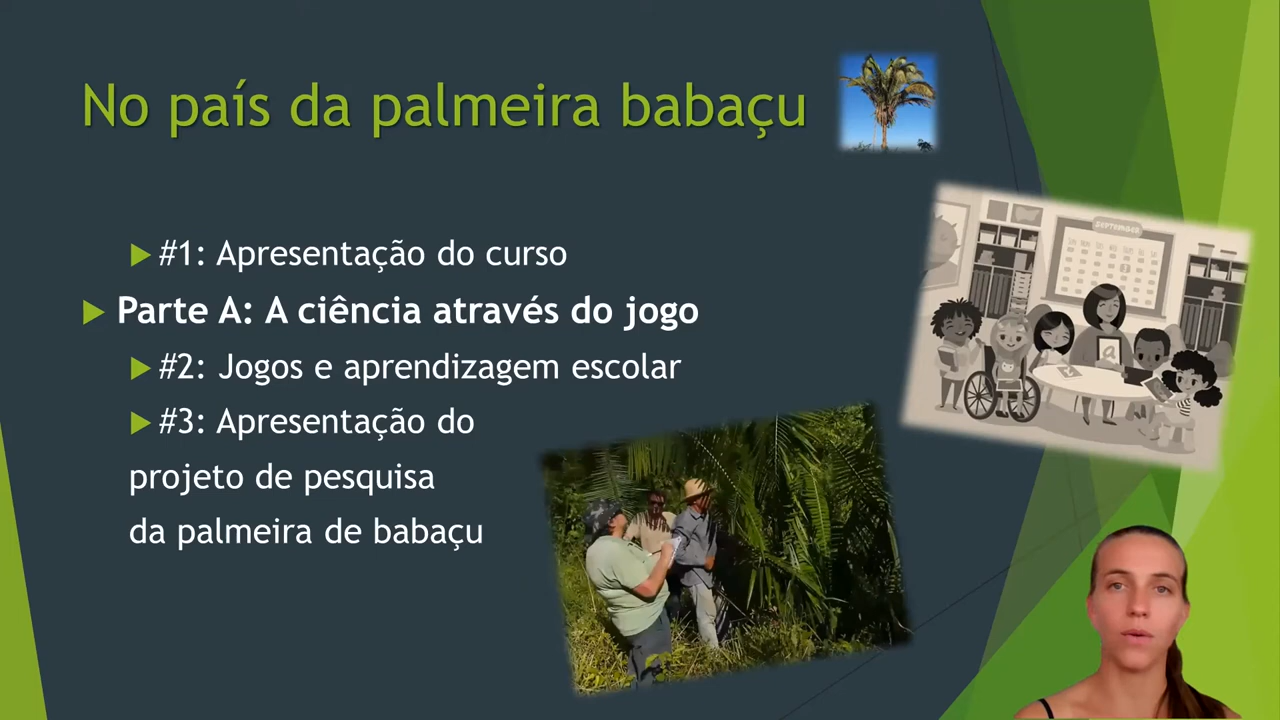 No país da palmeira babaçu
#1: Apresentação do curso
Parte A: A ciência através do jogo
#2: Jogos e aprendizagem escolar
#3: Apresentação do
projeto de pesquisa
da palmeira de babaçu
SEPTEMBER
a